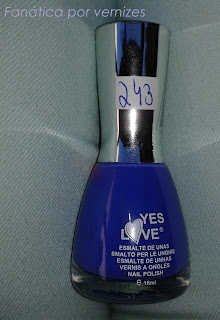 Fanática por vernizes
243
YES
LOVE®
ESMALTE DE UNAS
SMALTO PER LE UNGHIE
ESMALTE DE UNHAS
VERNIS A ONGLES
NAIL POLISH
℮ 16ml